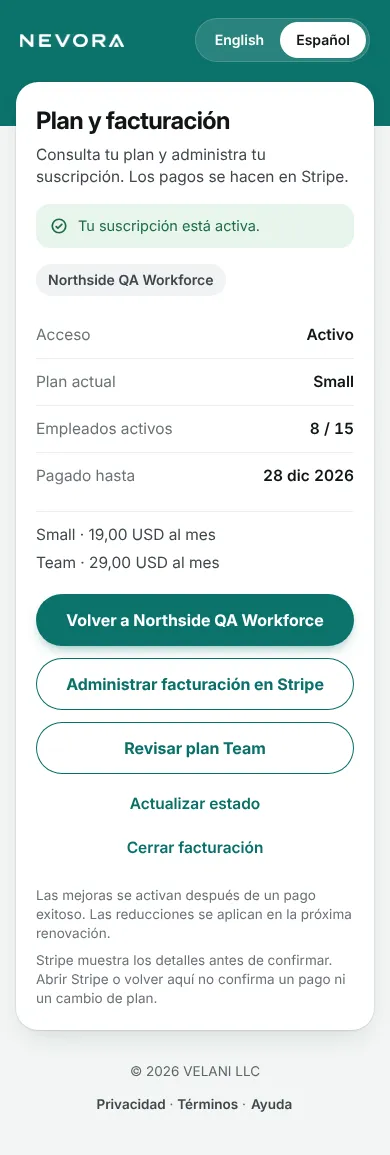 NEVORA
English
Español
Plan y facturación
Consulta tu plan y administra tu
suscripción. Los pagos se hacen en Stripe.
Tu suscripción está activa.
Northside QA Workforce
Acceso Activo
Plan actual Small
Empleados activos 8 / 15
Pagado hasta 28 dic 2026
Small · 19,00 USD al mes
Team · 29,00 USD al mes
Volver a Northside QA Workforce
Administrar facturación en Stripe
Revisar plan Team
Actualizar estado
Cerrar facturación
Las mejoras se activan después de un pago
exitoso. Las reducciones se aplican en la próxima
renovación.
Stripe muestra los detalles antes de confirmar.
Abrir Stripe o volver aquí no confirma un pago ni
un cambio de plan.
© 2026 VELANI LLC
Privacidad · Términos · Ayuda